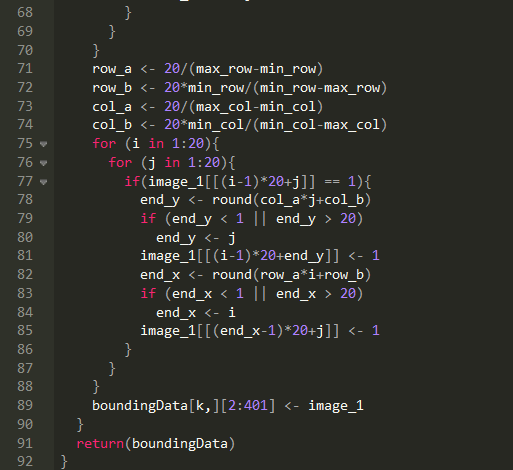 68 }
69 }
70 }
71 row_a <- 20/(max_row-min_row)
72 row_b <- 20*min_row/(min_row-max_row)
73 col_a <- 20/(max_col-min_col)
74 col_b <- 20*min_col/(min_col-max_col)
75 for (i in 1:20){
76 for (j in 1:20){
77 if(image_1[[(i-1)*20+j]] == 1){
78 end_y <- round(col_a*j+col_b)
79 if (end_y < 1 || end_y > 20)
80 end_y <- j
81 image_1[[(i-1)*20+end_y]] <- 1
82 end_x <- round(row_a*i+row_b)
83 if (end_x < 1 || end_x > 20)
84 end_x <- i
85 image_1[[(end_x-1)*20+j]] <- 1
86 }
87 }
88 }
89 boundingData[k,][2:401] <- image_1
90 }
91 return(boundingData)
92 }